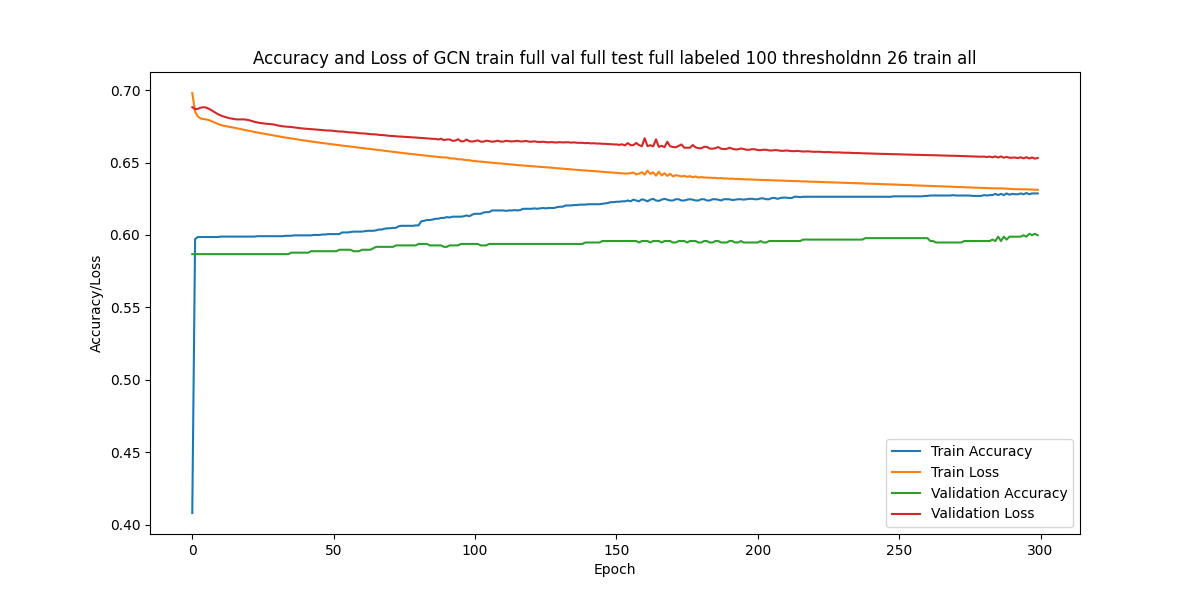 Accuracy and Loss of GCN train full val full test full labeled 100 thresholdnn 26 train all
0.70
0.65
0.60
0.55
0.50
0.45
0.40
Accuracy/Loss
0 50 100 150 200 250 300
Epoch
Train Accuracy
Train Loss
Validation Accuracy
Validation Loss